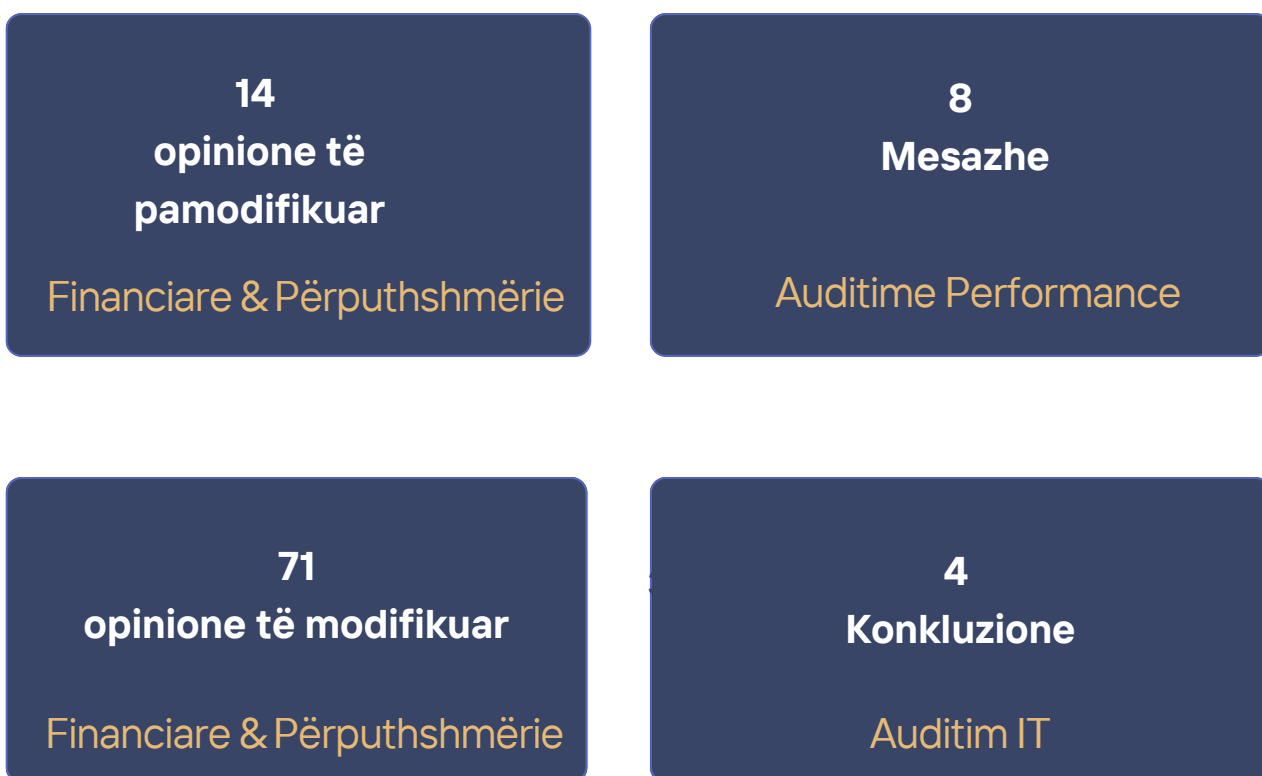 14
opinione të
pamodifikuar
Financiare & Përputhshmërie
8
Mesazhe
Auditime Performance
71
opinione të modifikuar
Financiare & Përputhshmërie
4
Konkluzione
Auditim IT